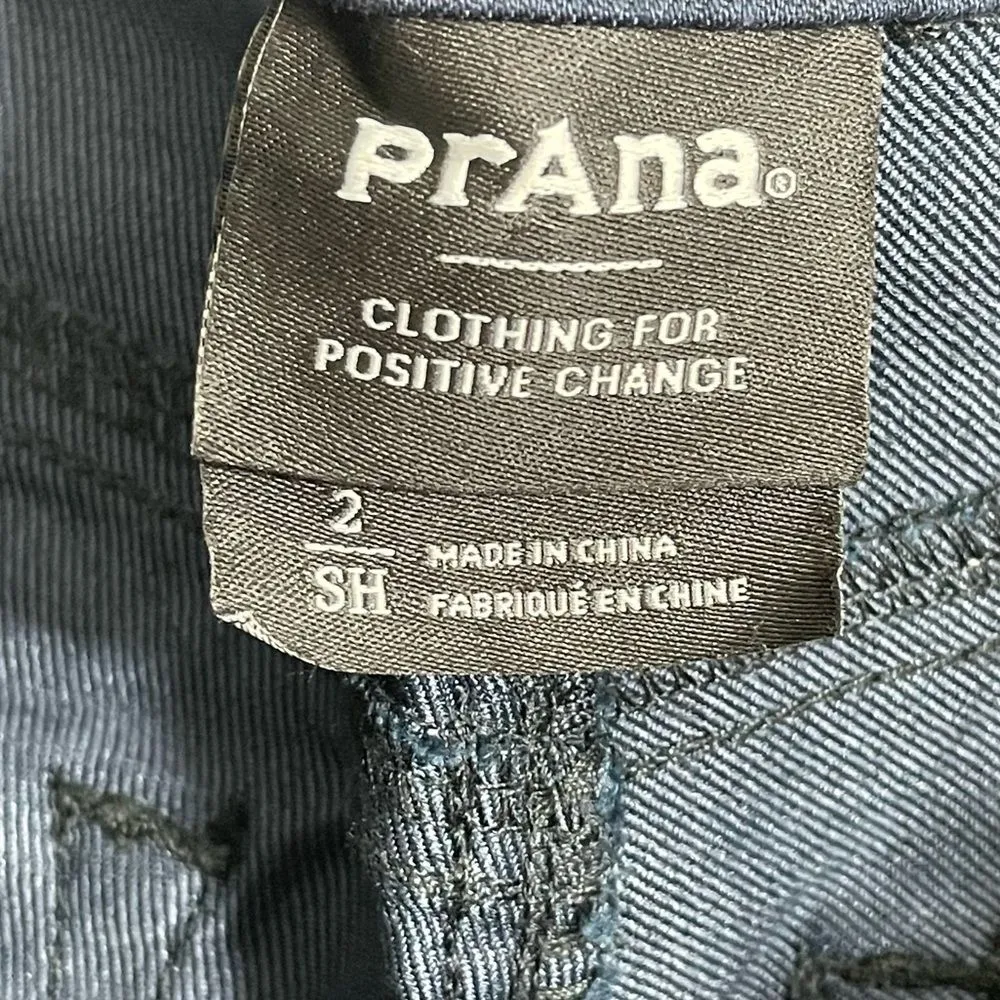 prAna®
CLOTHING FOR
POSITIVE CHANGE
2
SH
MADE IN CHINA
FABRIQUÉ EN CHINE